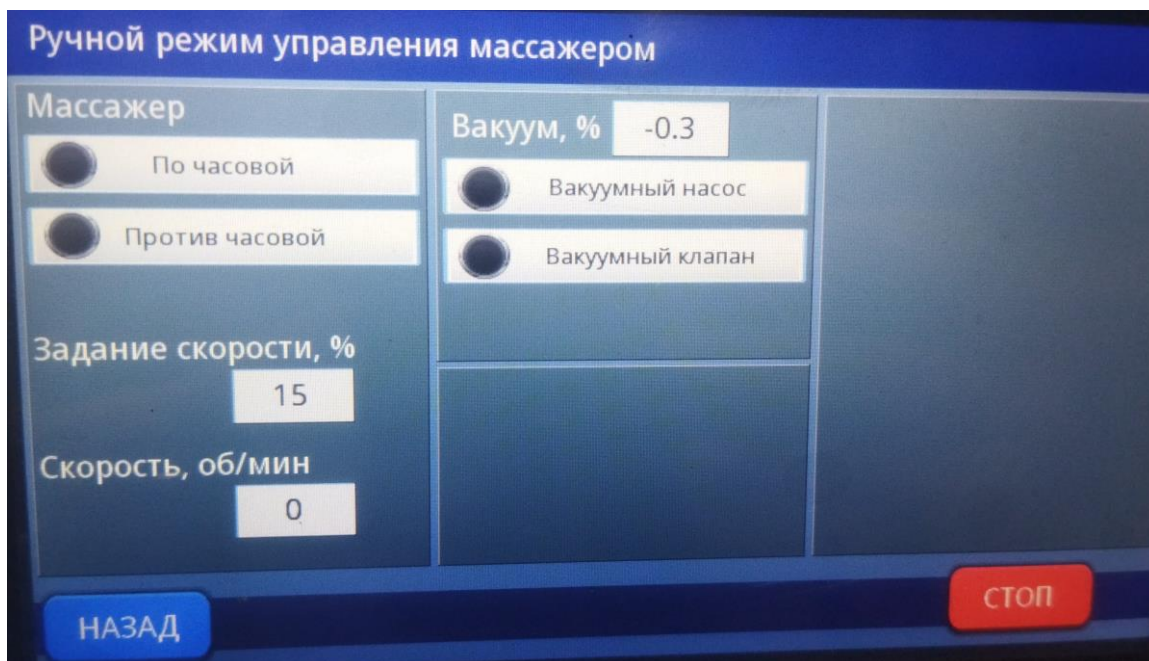 Ручной режим управления массажером
Массажер
По часовой
Против часовой
Задание скорости, %
15
Скорость, об/мин
0
Вакуум, % -0.3
Вакуумный насос
Вакуумный клапан
НАЗАД
СТОП